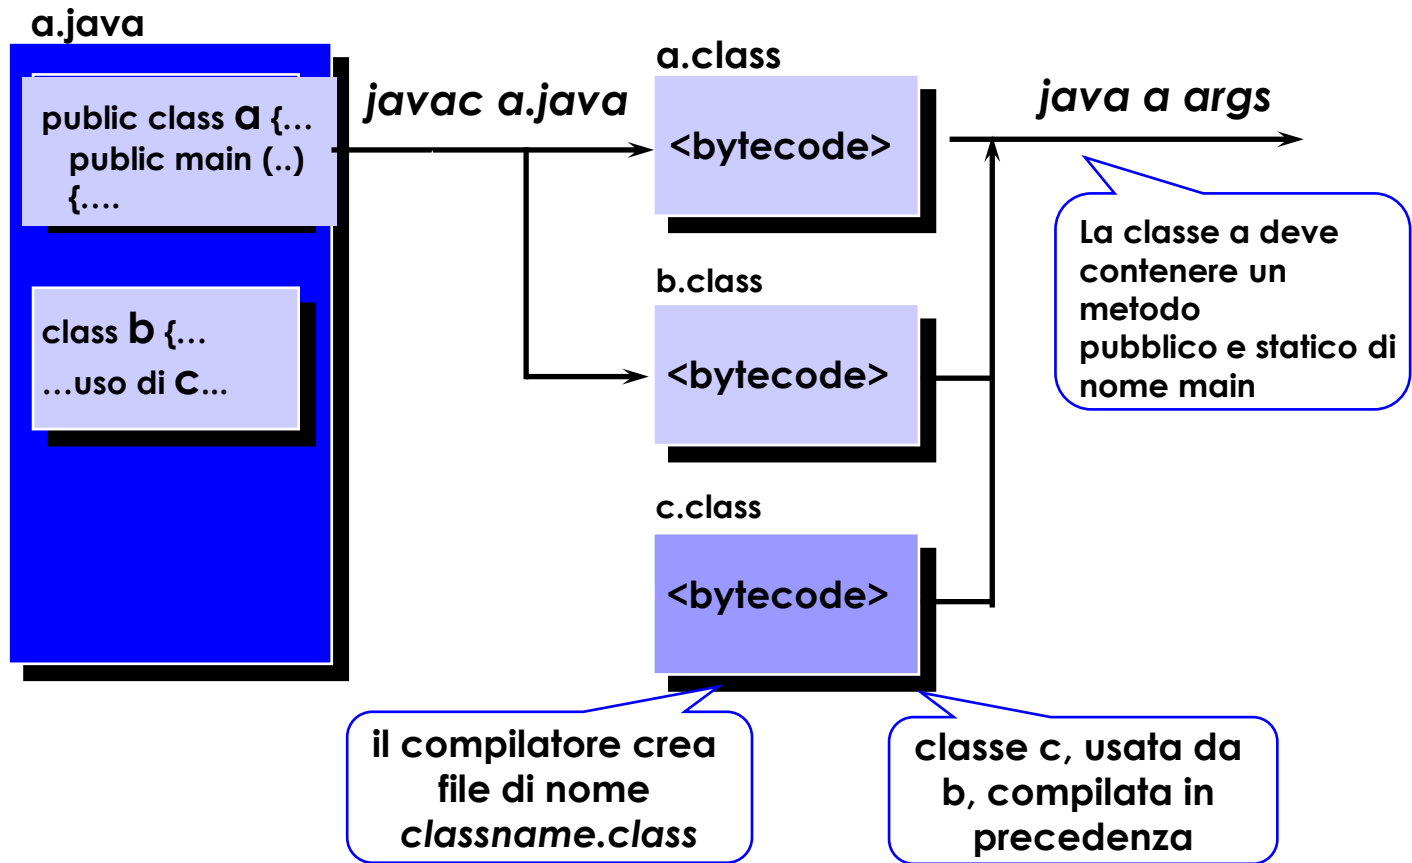 a.java
public class a {...
public main (..)
{....
class b {...
...uso di c...
javac a.java
a.class
<bytecode>
b.class
<bytecode>
c.class
<bytecode>
java a args
La classe a deve
contenere un
metodo
pubblico e statico di
nome main
il compilatore crea
file di nome
classname.class
classe c, usata da
b, compilata in
precedenza